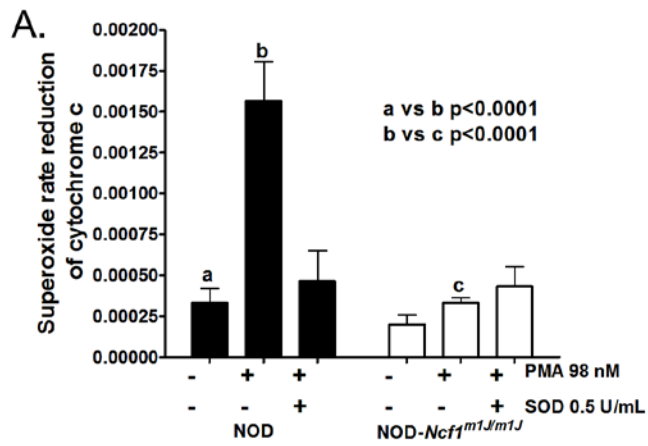 A.
Superoxide rate reduction
of cytochrome c
0.00200
0.00175
0.00150
0.00125
0.00100
0.00075
0.00050
0.00025
0.00000
a
b
c
a vs b p<0.0001
b vs c p<0.0001
- + + - + + PMA 98 nM
- - + - - + SOD 0.5 U/mL
NOD NOD-Ncf1m1J/m1J